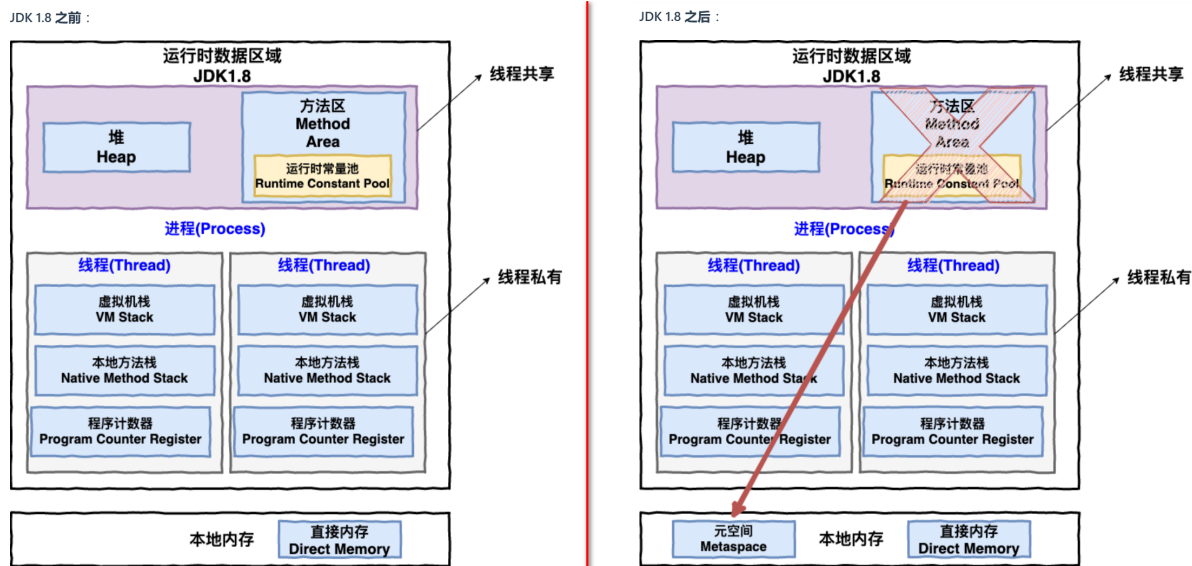 JDK 1.8 之前：
运行时数据区域
JDK1.8
线程共享
堆
Heap
方法区
Method
Area
运行时常量池
Runtime Constant Pool
进程(Process)
线程(Thread)
虚拟机栈
VM Stack
本地方法栈
Native Method Stack
程序计数器
Program Counter Register
线程(Thread)
虚拟机栈
VM Stack
本地方法栈
Native Method Stack
程序计数器
Program Counter Register
线程私有
本地内存
直接内存
Direct Memory
JDK 1.8 之后：
运行时数据区域
JDK1.8
线程共享
堆
Heap
方法区
Method
Area
运行时常量池
Runtime Constant Pool
进程(Process)
线程(Thread)
虚拟机栈
VM Stack
本地方法栈
Native Method Stack
程序计数器
Program Counter Register
线程(Thread)
虚拟机栈
VM Stack
本地方法栈
Native Method Stack
程序计数器
Program Counter Register
线程私有
元空间
Metaspace
本地内存
直接内存
Direct Memory